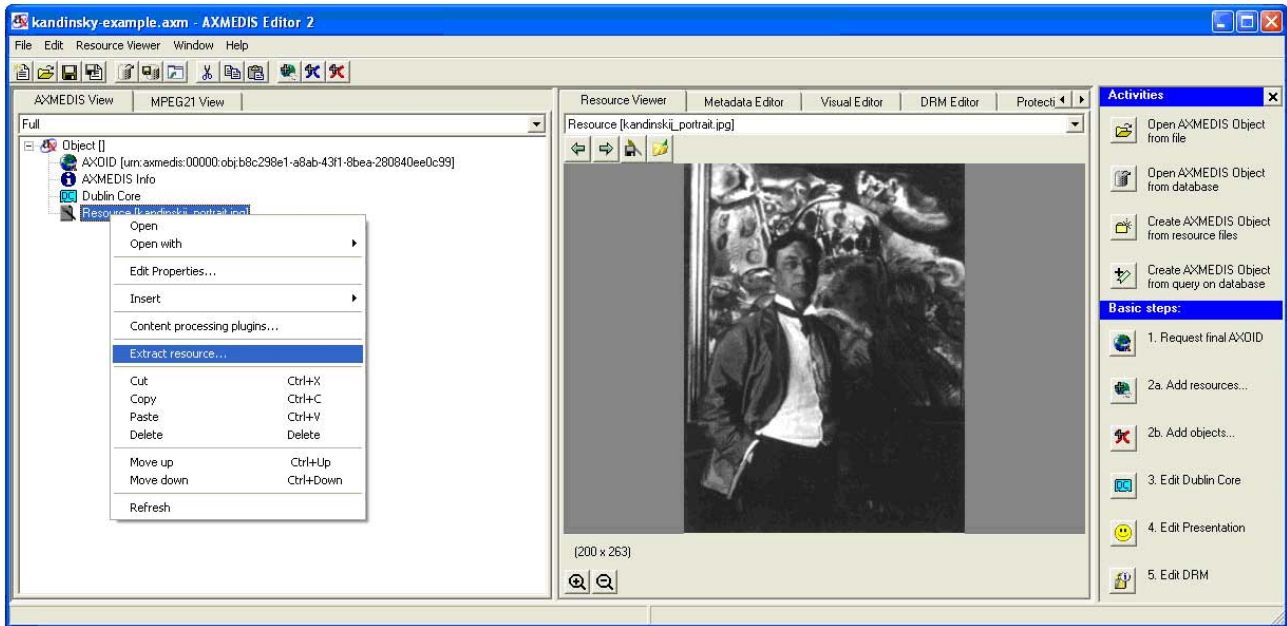 kandinsky-example.axm - AXMEDIS Editor 2
File Edit Resource Viewer Window Help
AXMEDIS View MPEG21 View
Full
Object []
AXOID [urn:axmedis:00000:obj:b8c298e1-a8ab-43f1-8bea-280840ee0c99]
AXMEDIS Info
Dublin Core
Resource [kandinskij_portrait.jpg]
Open
Open with
Edit Properties...
Insert
Content processing plugins...
Extract resource...
Cut Ctrl+X
Copy Ctrl+C
Paste Ctrl+V
Delete Delete
Move up Ctrl+Up
Move down Ctrl+Down
Refresh
Resource Viewer Metadata Editor Visual Editor DRM Editor Protecti
Resource [kandinskij_portrait.jpg]
(200 x 263)
Activities
Open AXMEDIS Object
from file
Open AXMEDIS Object
from database
Create AXMEDIS Object
from resource files
Create AXMEDIS Object
from query on database
Basic steps:
1. Request final AXOID
2a. Add resources...
2b. Add objects...
DC 3. Edit Dublin Core
4. Edit Presentation
5. Edit DRM